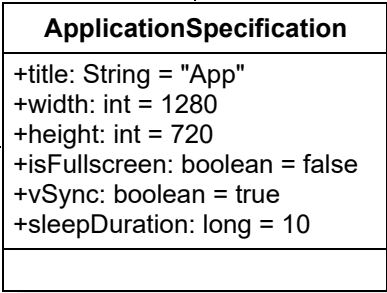 ApplicationSpecification
+title: String = "App"
+width: int = 1280
+height: int = 720
+isFullscreen: boolean = false
+vSync: boolean = true
+sleepDuration: long = 10